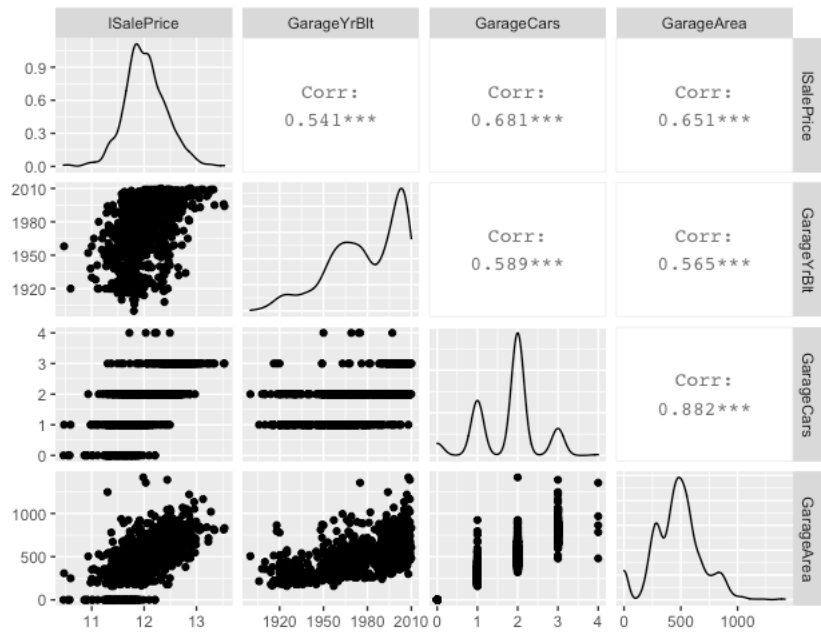 lSalePrice
GarageYrBlt
GarageCars
GarageArea
0.9
0.6
0.3
0.0
Corr:
0.541***
Corr:
0.681***
Corr:
0.651***
lSalePrice
2010
1980
1950
1920
Corr:
0.589***
Corr:
0.565***
GarageYrBlt
4
3
2
1
0
Corr:
0.882***
GarageCars
1000
500
0
GarageArea
11 12 13
1920 1950 1980 2010
0 1 2 3 4
0 500 1000